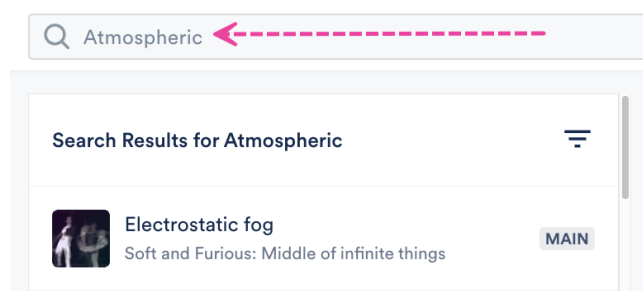 Atmospheric
Search Results for Atmospheric
Electrostatic fog
Soft and Furious: Middle of infinite things
MAIN